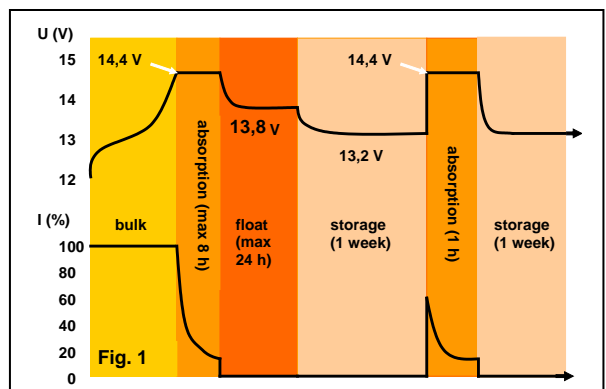 U (V)
15
14
13
12
14,4 V
14,4 V
13,8 V
13,2 V
I (%)
100
80
60
40
20
0
bulk
absorption (max 8 h)
float
(max
24 h)
storage
(1 week)
absorption (1 h)
storage
(1 week)
Fig. 1